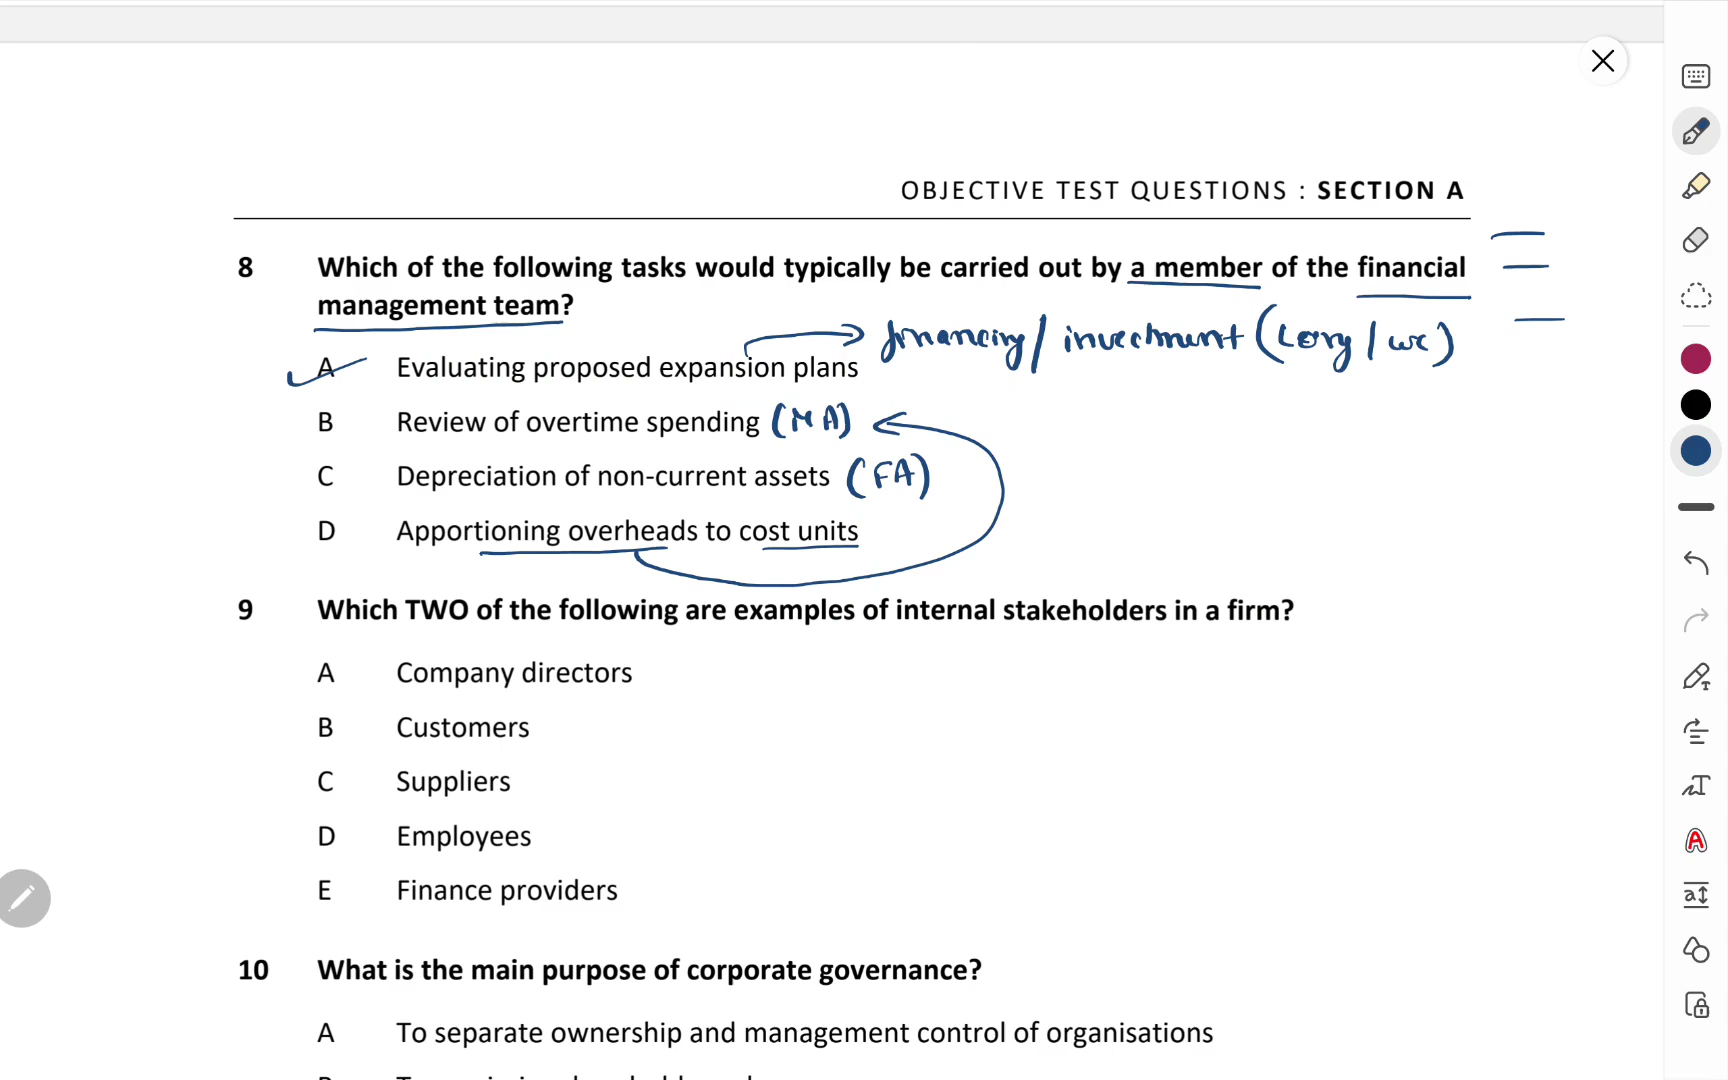 OBJECTIVE TEST QUESTIONS : SECTION A
8 Which of the following tasks would typically be carried out by a member of the financial
management team?
financing / investment (Long / WC)
A Evaluating proposed expansion plans
B Review of overtime spending (MA)
C Depreciation of non-current assets (FA)
D Apportioning overheads to cost units
9 Which TWO of the following are examples of internal stakeholders in a firm?
A Company directors
B Customers
C Suppliers
D Employees
E Finance providers
10 What is the main purpose of corporate governance?
A To separate ownership and management control of organisations